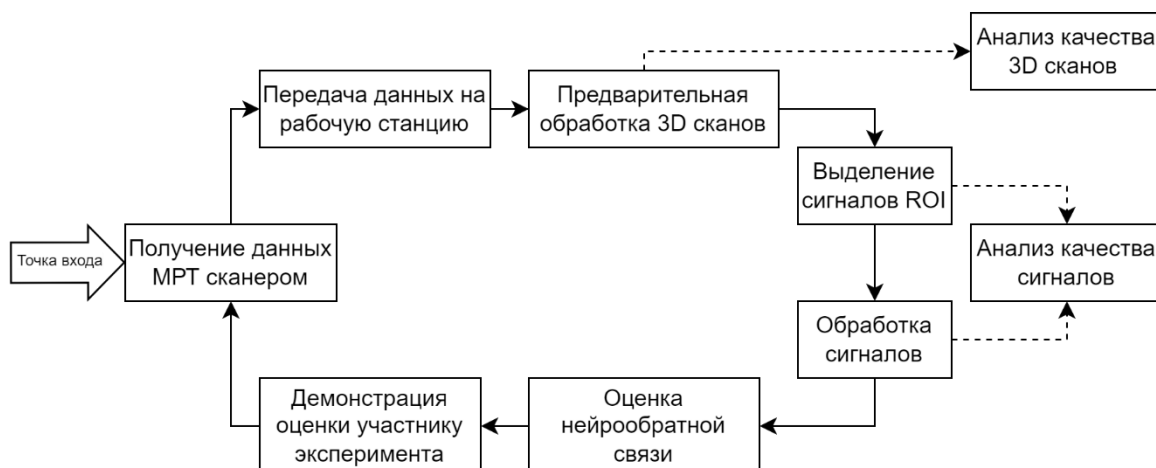 Анализ качества
3D сканов
Передача данных на
рабочую станцию
Предварительная
обработка 3D сканов
Выделение
сигналов ROI
Точка входа
Получение данных
МРТ сканером
Анализ качества
сигналов
Обработка
сигналов
Демонстрация
оценки участнику
эксперимента
Оценка
нейрообратной
связи